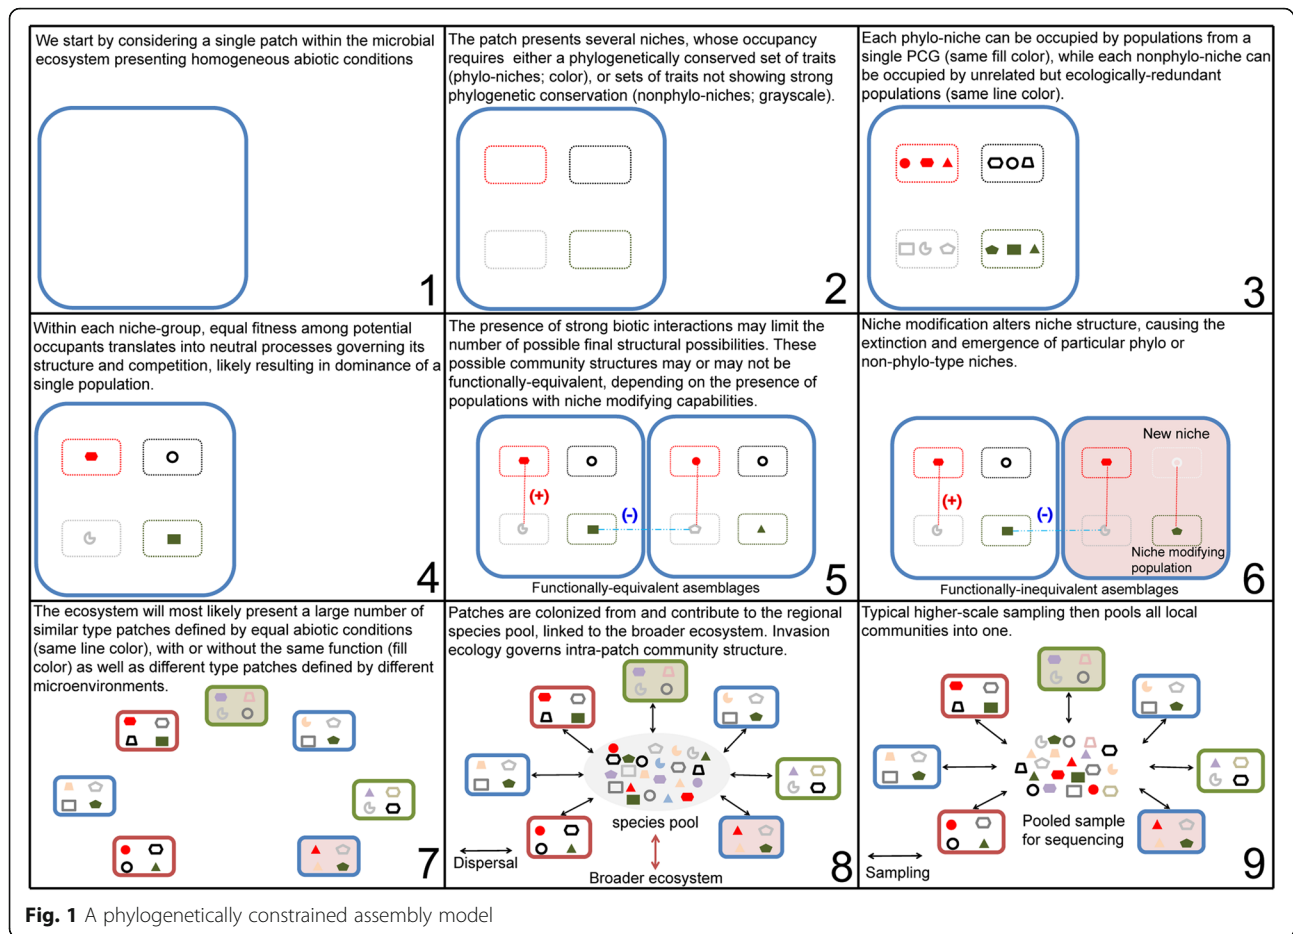 We start by considering a single patch within the microbial
ecosystem presenting homogeneous abiotic conditions
1
The patch presents several niches, whose occupancy
requires either a phylogenetically conserved set of traits
(phylo-niches; color), or sets of traits not showing strong
phylogenetic conservation (nonphylo-niches; grayscale).
2
Each phylo-niche can be occupied by populations from a
single PCG (same fill color), while each nonphylo-niche can
be occupied by unrelated but ecologically-redundant
populations (same line color).
3
Within each niche-group, equal fitness among potential
occupants translates into neutral processes governing its
structure and competition, likely resulting in dominance of a
single population.
4
The presence of strong biotic interactions may limit the
number of possible final structural possibilities. These
possible community structures may or may not be
functionally-equivalent, depending on the presence of
populations with niche modifying capabilities.
(+)
(-)
Functionally-equivalent asemblages
5
Niche modification alters niche structure, causing the
extinction and emergence of particular phylo or
non-phylo-type niches.
New niche
(+)
(-)
Niche modifying
population
Functionally-inequivalent asemblages
6
The ecosystem will most likely present a large number of
similar type patches defined by equal abiotic conditions
(same line color), with or without the same function (fill
color) as well as different type patches defined by different
microenvironments.
7
Patches are colonized from and contribute to the regional
species pool, linked to the broader ecosystem. Invasion
ecology governs intra-patch community structure.
species pool
Dispersal
Broader ecosystem
8
Typical higher-scale sampling then pools all local
communities into one.
Pooled sample
for sequencing
Sampling
9
Fig. 1 A phylogenetically constrained assembly model